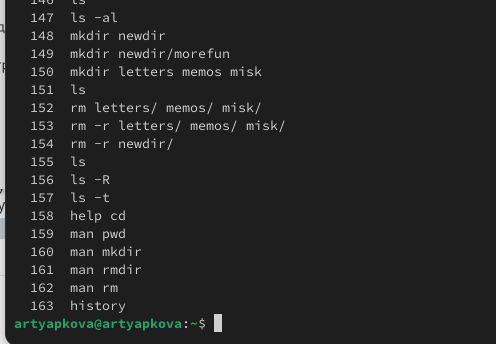 146 ls
147 ls -al
148 mkdir newdir
149 mkdir newdir/morefun
150 mkdir letters memos misk
151 ls
152 rm letters/ memos/ misk/
153 rm -r letters/ memos/ misk/
154 rm -r newdir/
155 ls
156 ls -R
157 ls -t
158 help cd
159 man pwd
160 man mkdir
161 man rmdir
162 man rm
163 history
artyapkova@artyapkova:~$